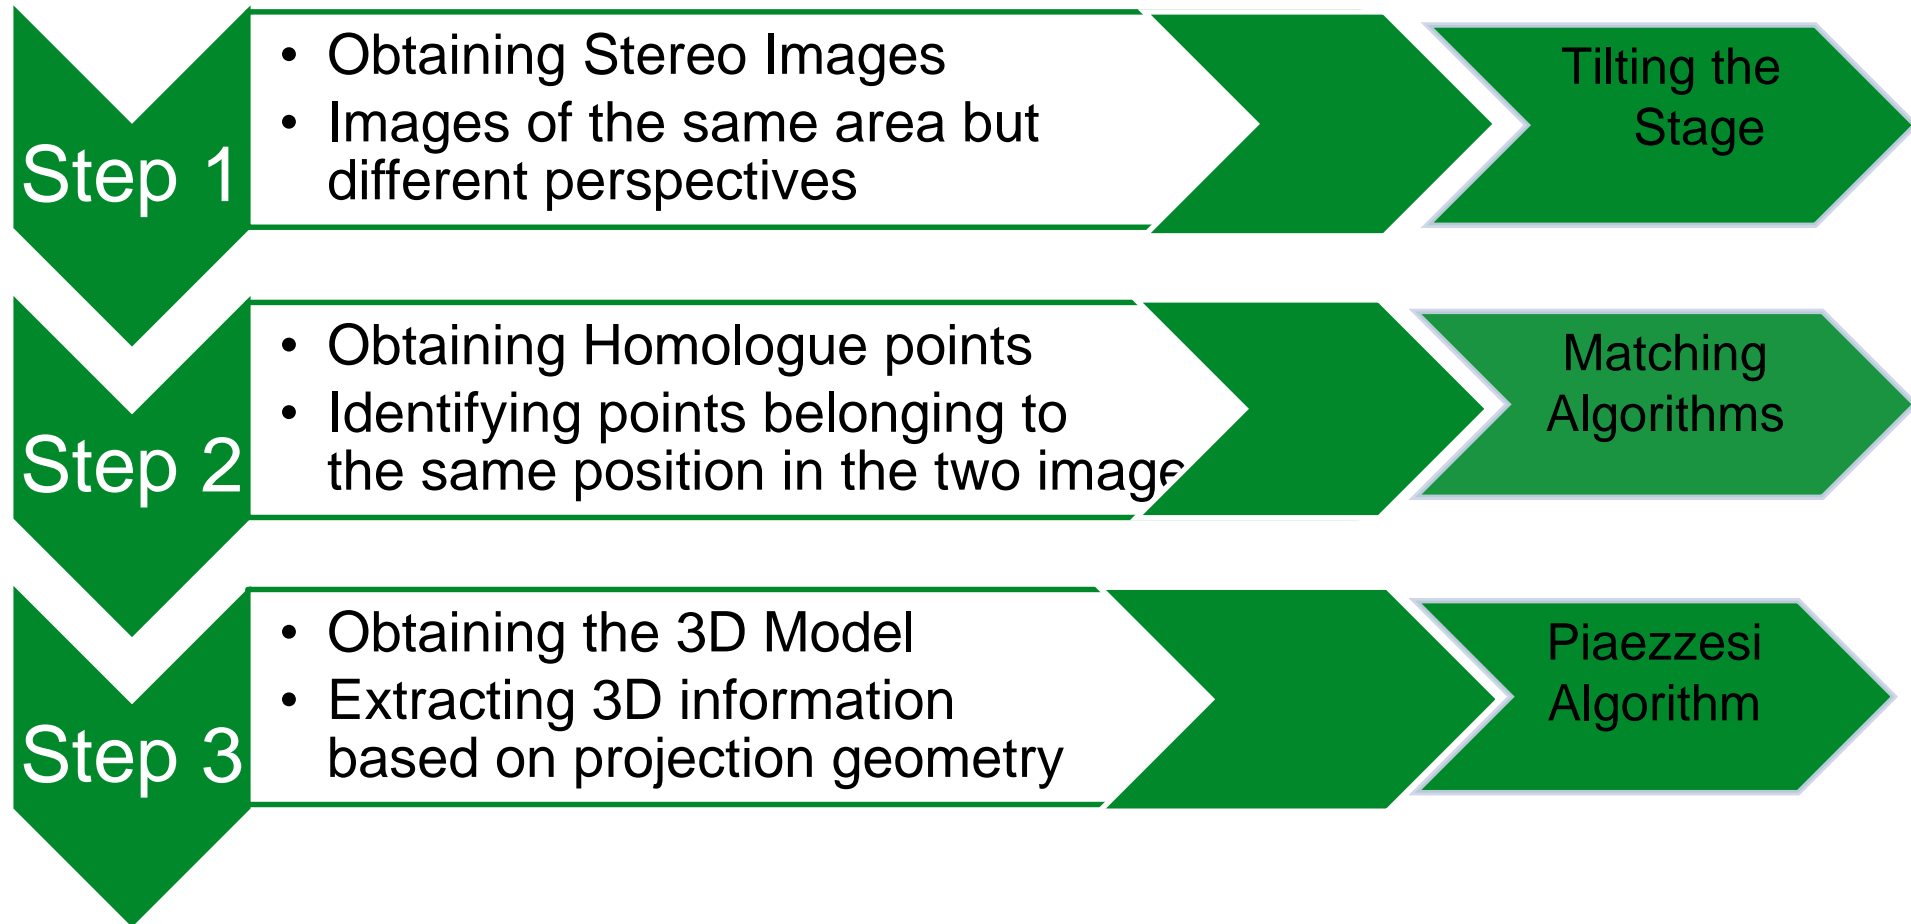 Step 1
• Obtaining Stereo Images
• Images of the same area but
different perspectives
Tilting the
Stage
Step 2
• Obtaining Homologue points
• Identifying points belonging to
the same position in the two image
Matching
Algorithms
Step 3
• Obtaining the 3D Model
• Extracting 3D information
based on projection geometry
Piaezzesi
Algorithm